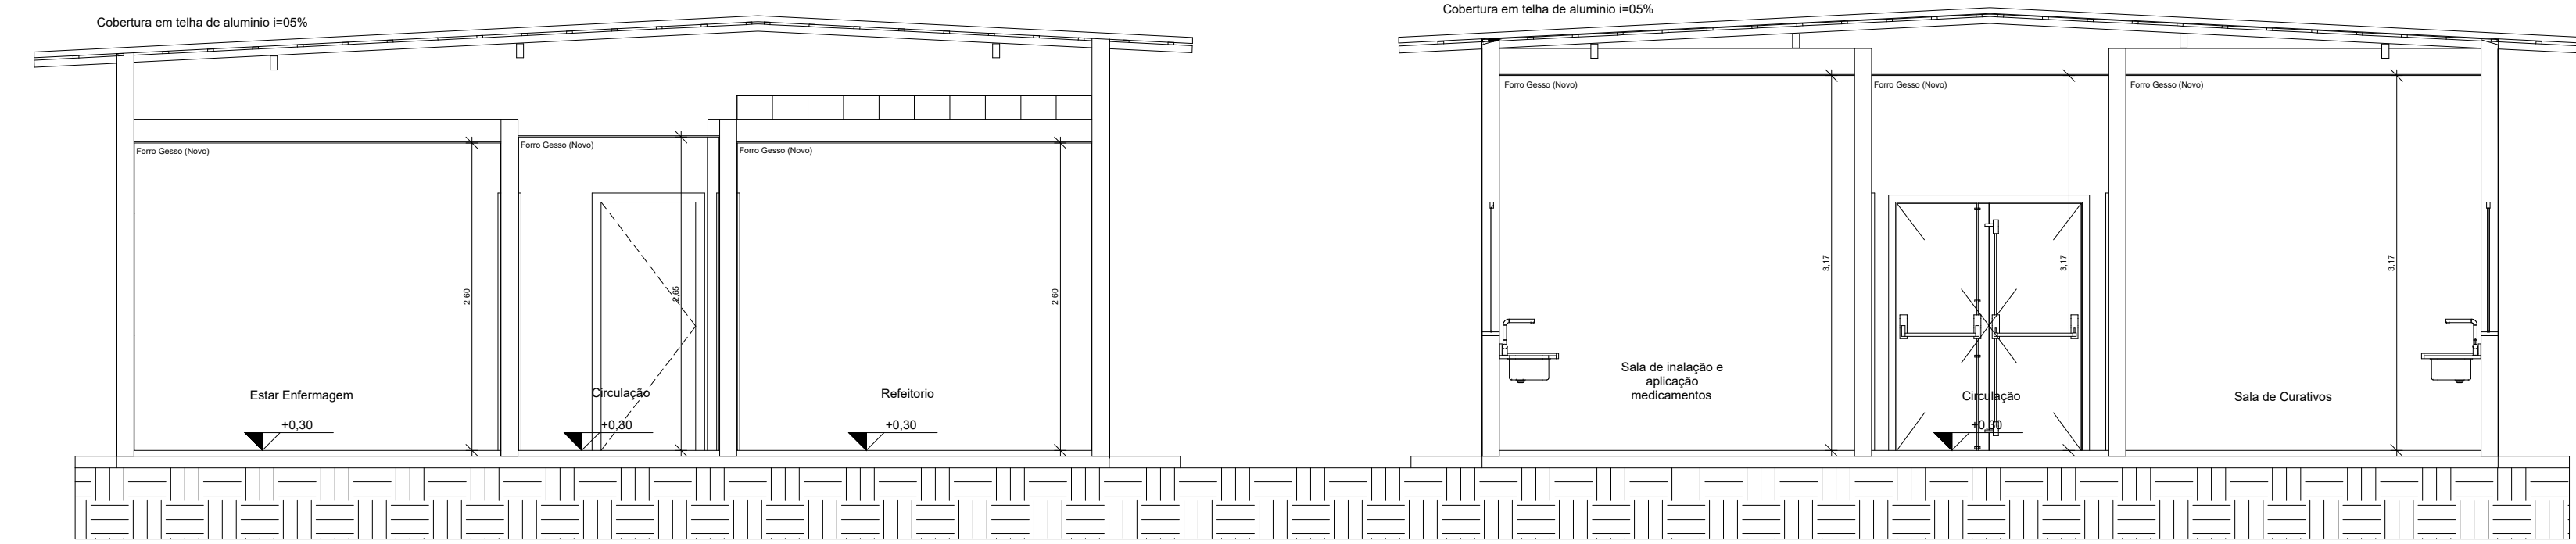 Cobertura em telha de aluminio i=05%
Cobertura em telha de aluminio i=05%
Forro Gesso (Novo)
Forro Gesso (Novo)
Forro Gesso (Novo)
Forro Gesso (Novo)
Forro Gesso (Novo)
Forro Gesso (Novo)
2,60
2,65
2,60
3,17
3,17
3,17
Estar Enfermagem
Circulação
Refeitorio
Sala de inalação e
aplicação
medicamentos
Circulação
Sala de Curativos
+0,30
+0,30
+0,30
+0,30